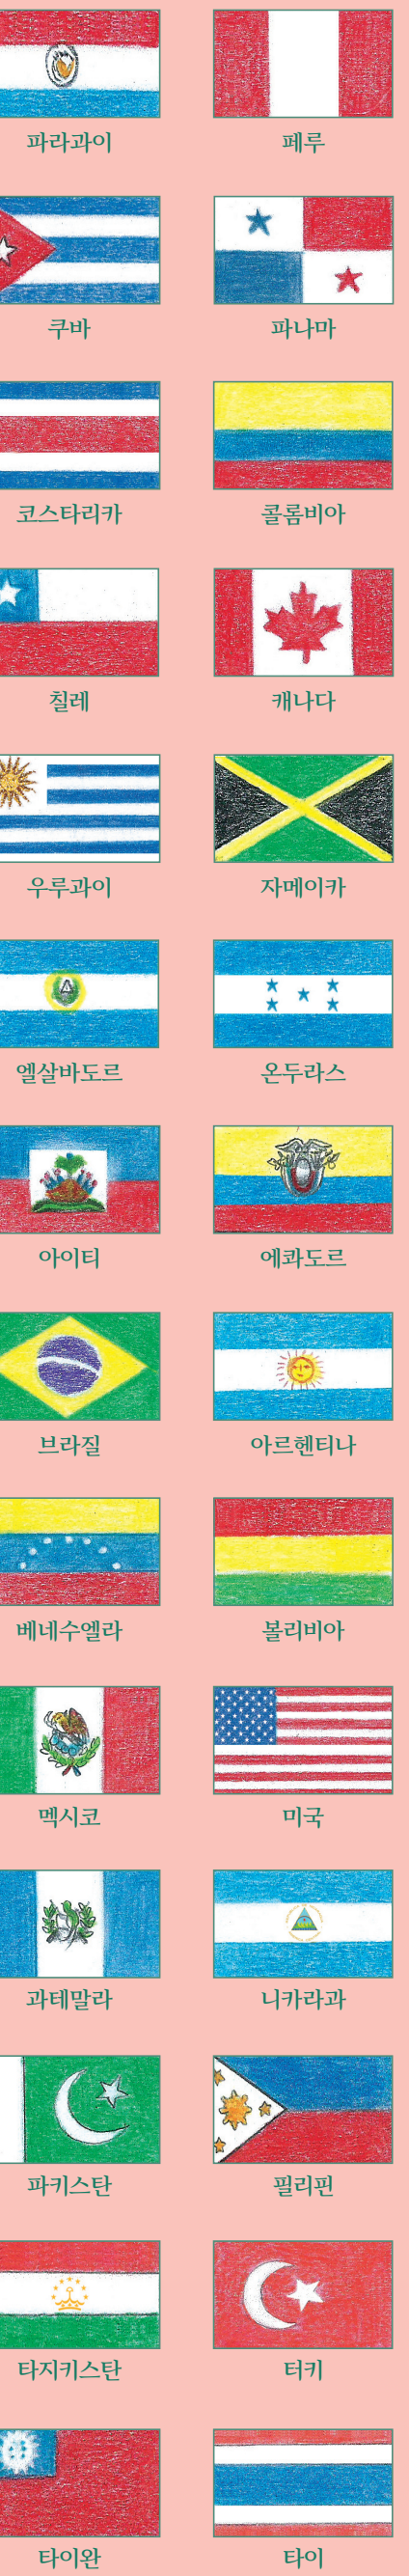 파라과이 페루
쿠바 파나마
코스타리카 콜롬비아
칠레 캐나다
우루과이 자메이카
엘살바도르 온두라스
아이티 에콰도르
브라질 아르헨티나
베네수엘라 볼리비아
멕시코 미국
과테말라 니카라과
파키스탄 필리핀
타지키스탄 터키
타이완 타이